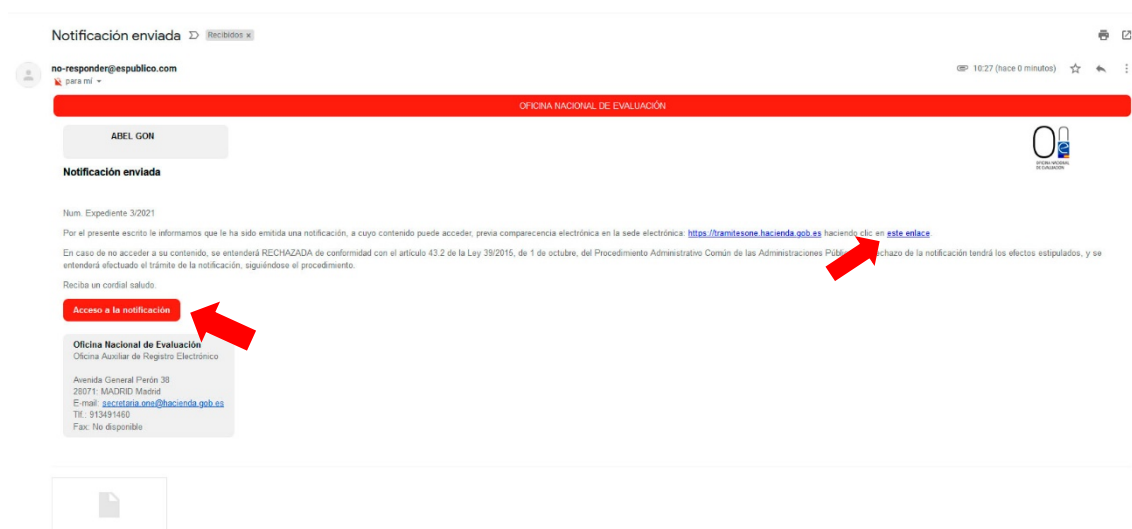 Notificación enviada Recibidos x
no-responder@espublico.com 10:27 (hace 0 minutos)
para mí
OFICINA NACIONAL DE EVALUACIÓN
ABEL GON
OFICINA NACIONAL
DE EVALUACIÓN
Notificación enviada
Num. Expediente 3/2021
Por el presente escrito le informamos que le ha sido emitida una notificación, a cuyo contenido puede acceder, previa comparecencia electrónica en la sede electrónica: https://tramitesone.hacienda.gob.es haciendo clic en este enlace.
En caso de no acceder a su contenido, se entenderá RECHAZADA de conformidad con el artículo 43.2 de la Ley 39/2015, de 1 de octubre, del Procedimiento Administrativo Común de las Administraciones de la notificación tendrá los efectos estipulados, y se
entenderá efectuado el trámite de la notificación, siguiéndose el procedimiento.
Reciba un cordial saludo.
Acceso a la notificación
Oficina Nacional de Evaluación
Oficina Auxiliar de Registro Electrónico
Avenida General Perón 38
28071: MADRID Madrid
E-mail: secretaria.one@hacienda.gob.es
Tlf.: 913491460
Fax: No disponible